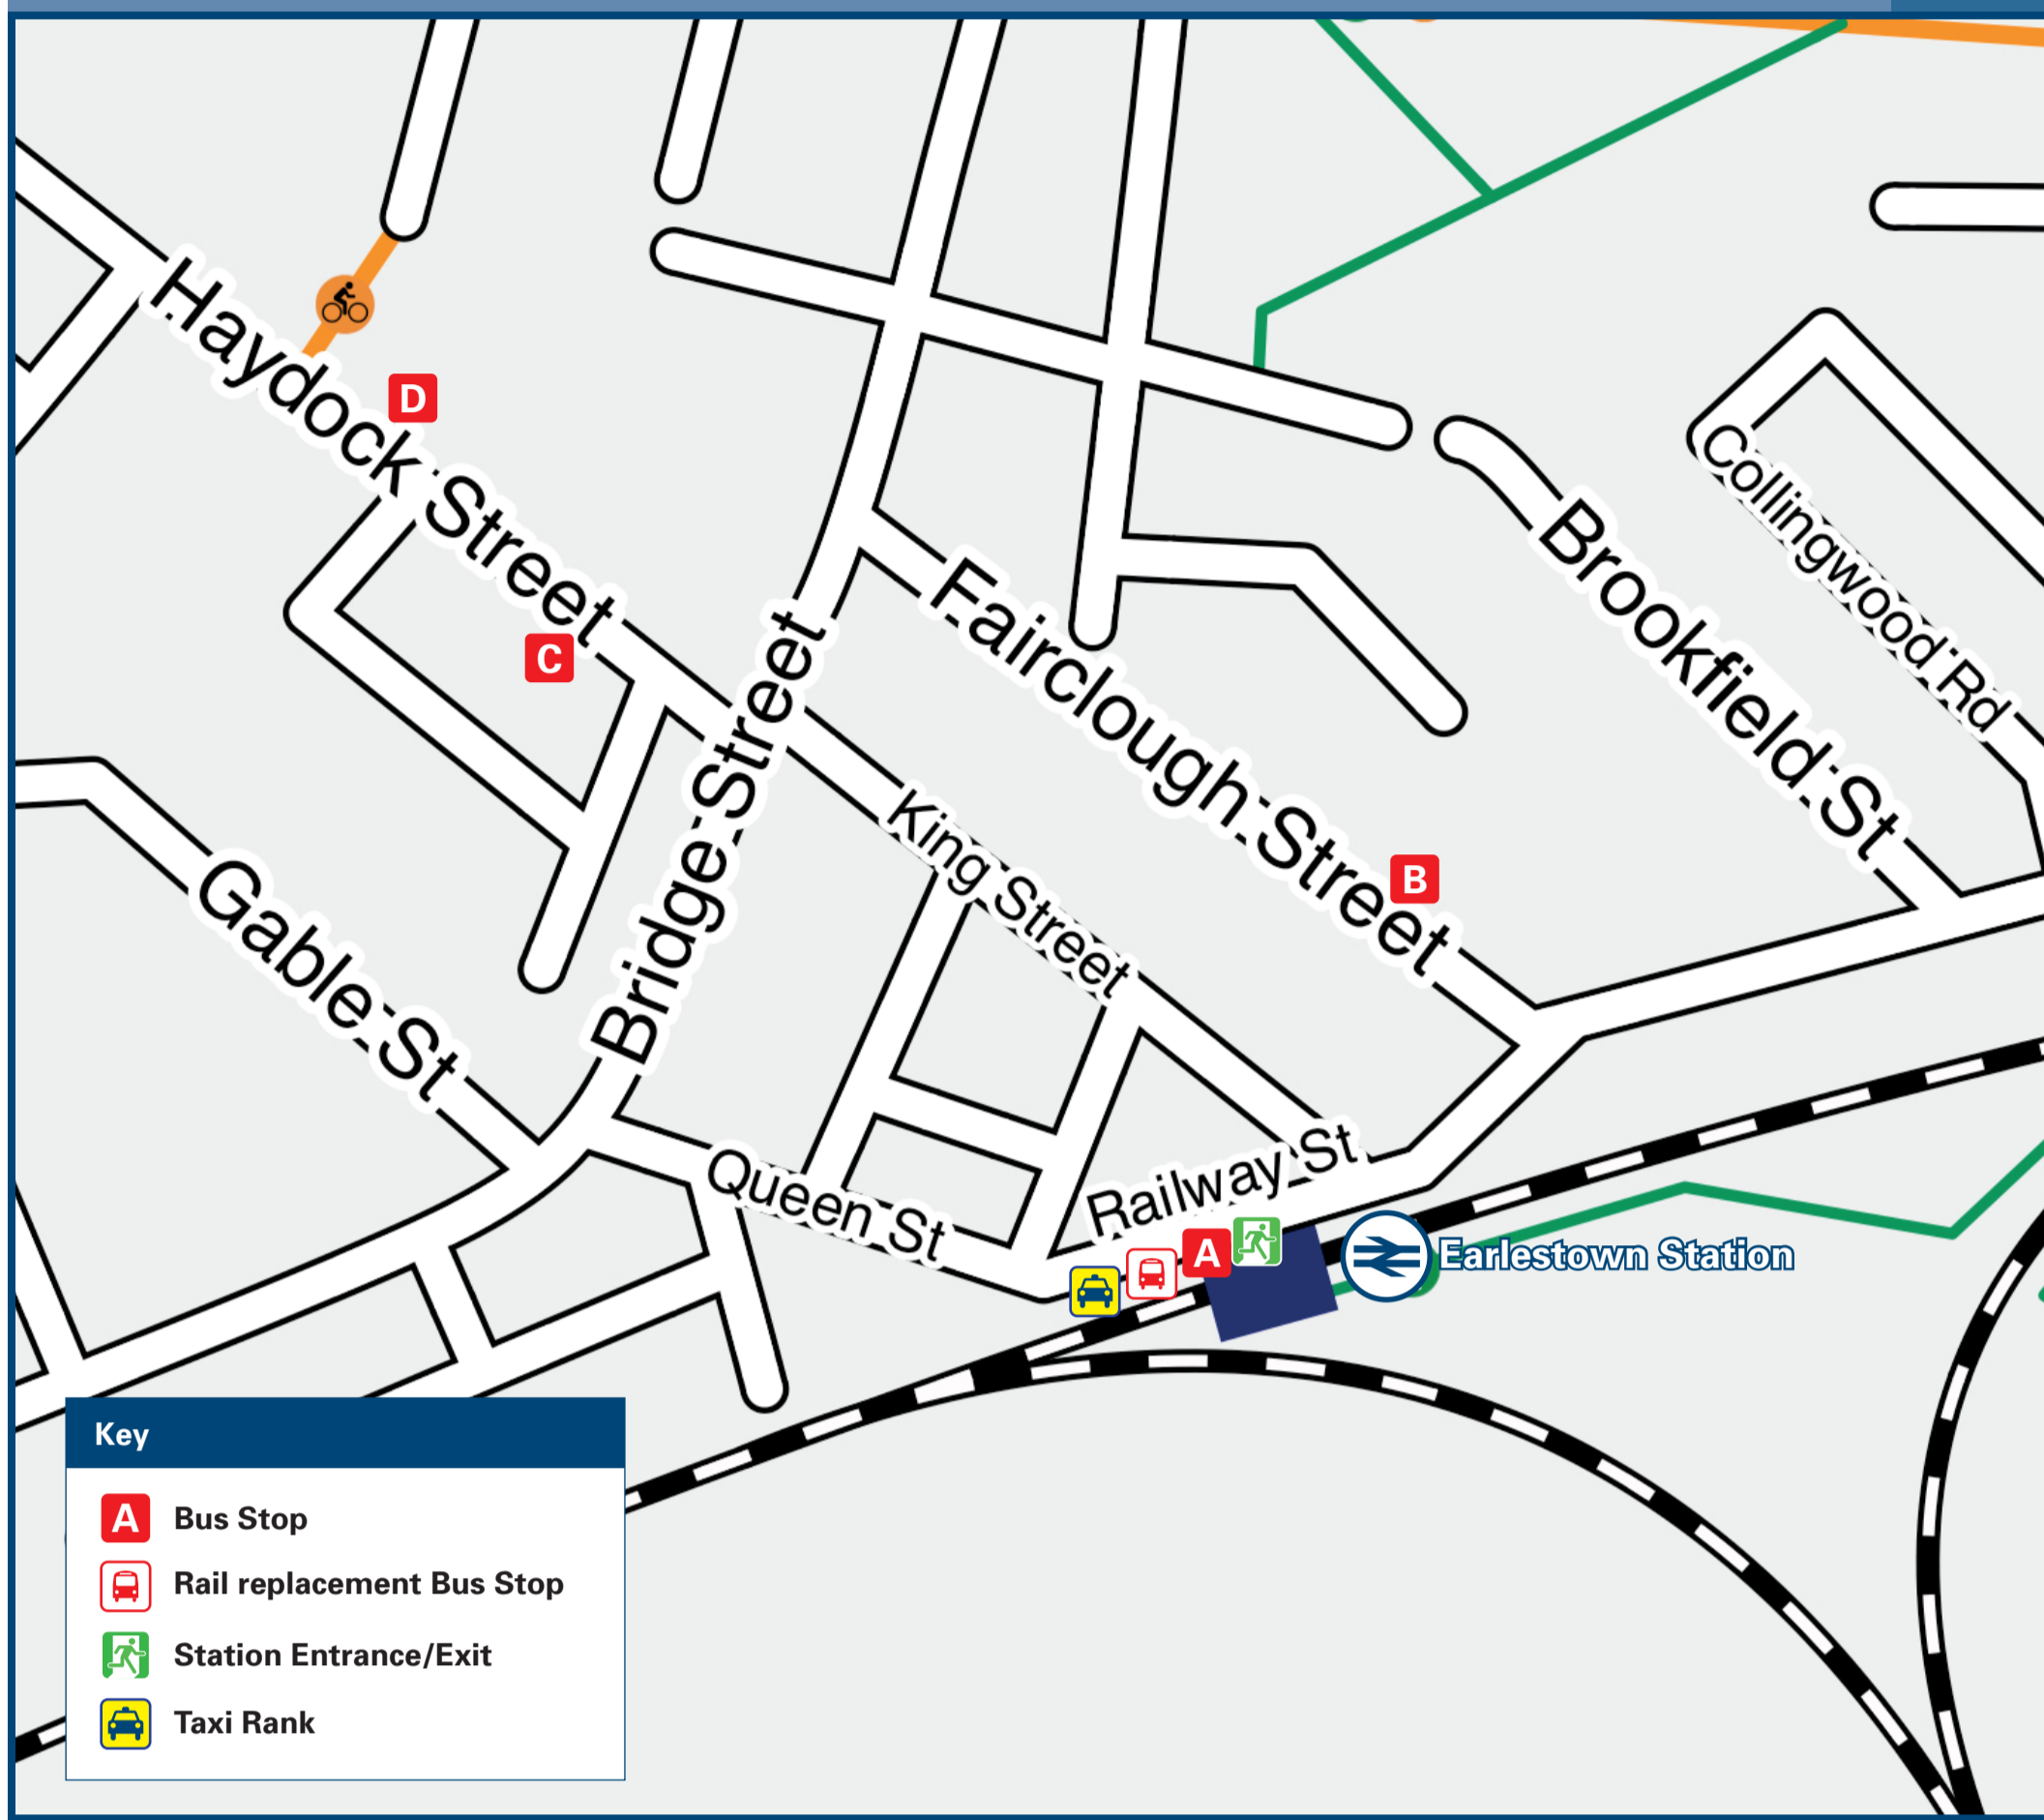 D
Haydock Street
C
Bridge Street
Fairclough Street
Brookfield St
Collingwood Rd
B
King Street
Gable St
Queen St
Railway St
A
Earlestown Station
Key
A Bus Stop
Rail replacement Bus Stop
Station Entrance/Exit
Taxi Rank